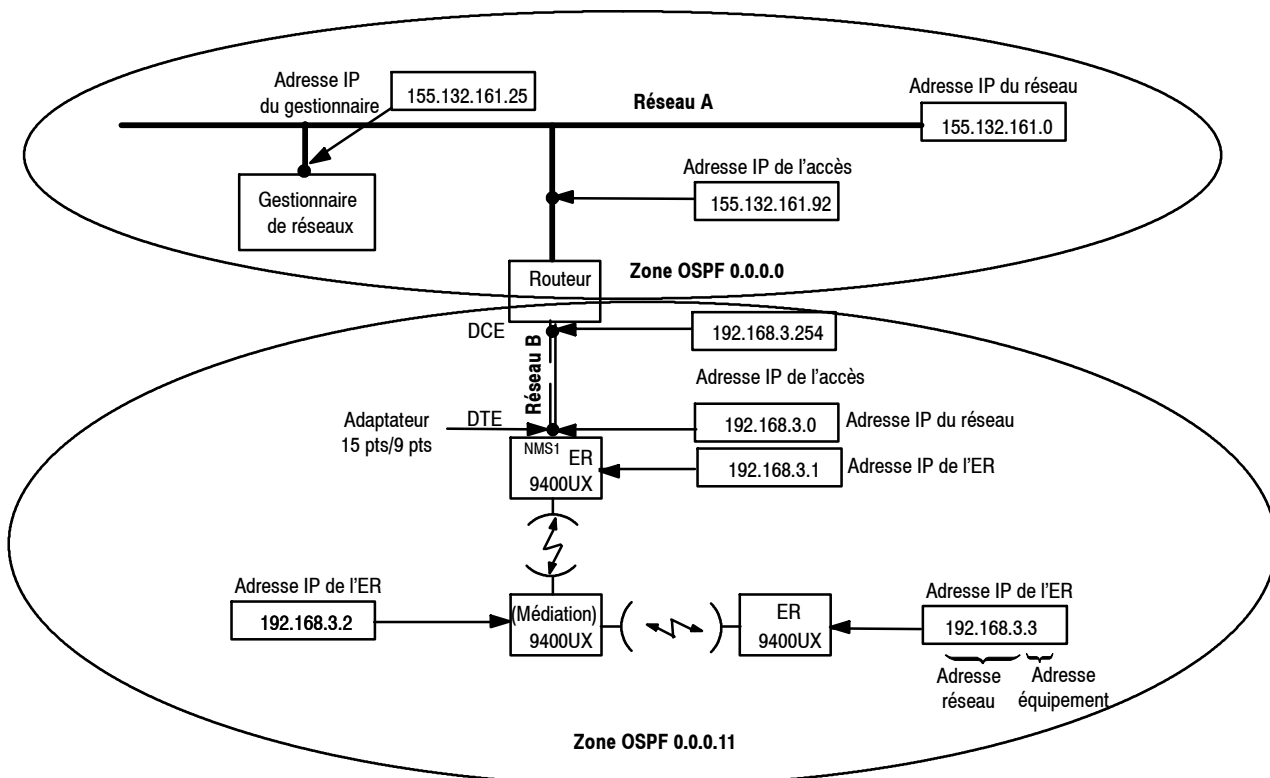 Adresse IP
du gestionnaire
155.132.161.25
Réseau A
Adresse IP du réseau
155.132.161.0
Gestionnaire
de réseaux
Adresse IP de l'accès
155.132.161.92
Routeur
Zone OSPF 0.0.0.0
DCE
192.168.3.254
Réseau B
Adresse IP de l'accès
Adaptateur
15 pts/9 pts
DTE
192.168.3.0
Adresse IP du réseau
NMS1
ER
9400UX
192.168.3.1
Adresse IP de l'ER
Adresse IP de l'ER
192.168.3.2
(Médiation)
9400UX
ER
9400UX
Adresse IP de l'ER
192.168.3.3
Adresse
réseau
Adresse
équipement
Zone OSPF 0.0.0.11